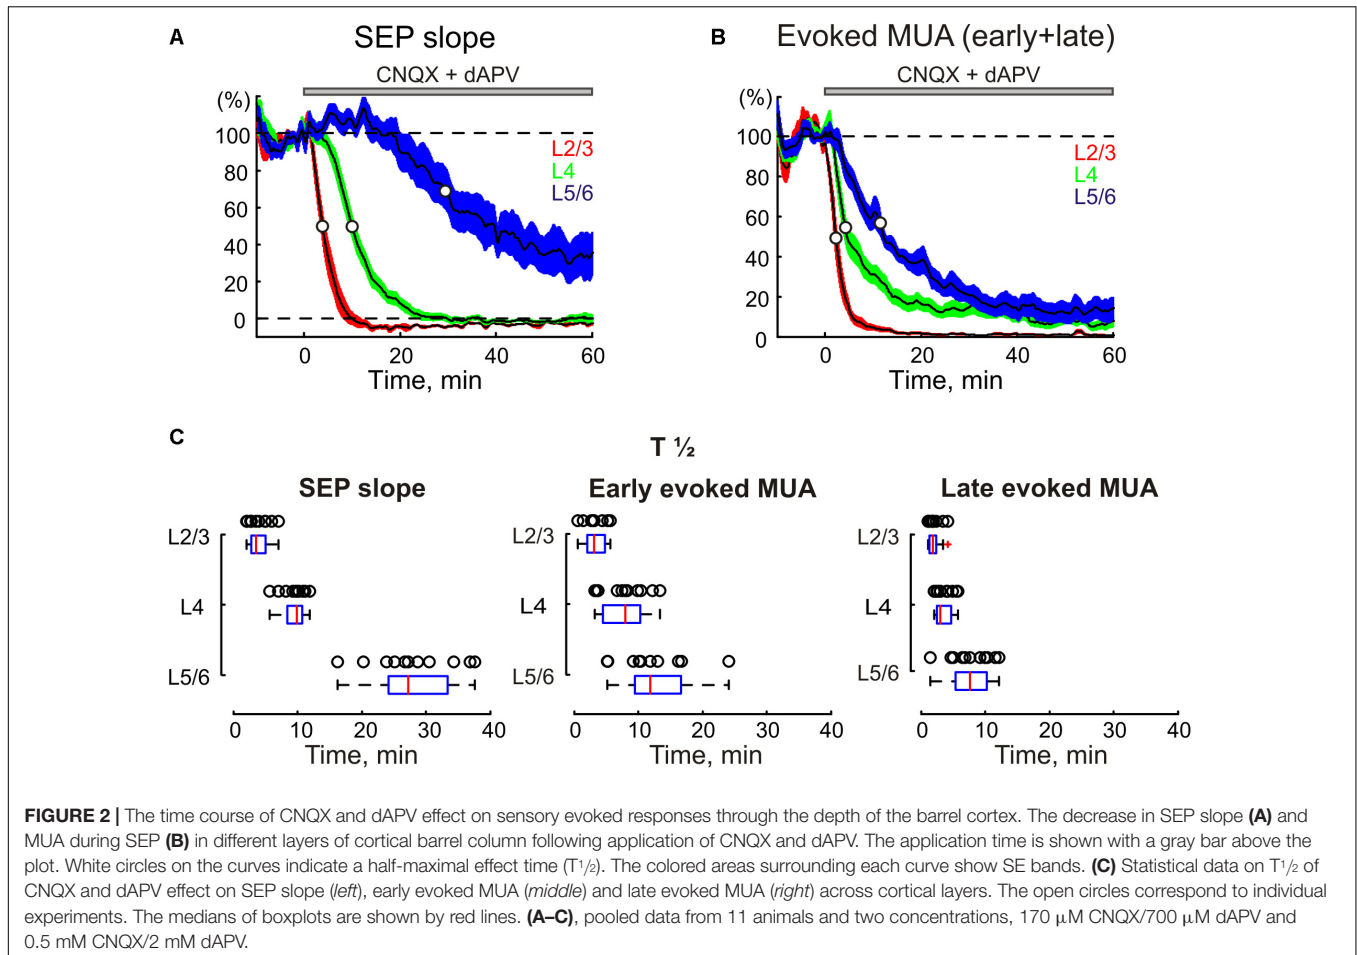 A
SEP slope
CNQX + dAPV
(%)
100
80
60
40
20
0
L2/3
L4
L5/6
0 20 40 60
Time, min
B
Evoked MUA (early+late)
CNQX + dAPV
(%)
100
80
60
40
20
0
L2/3
L4
L5/6
0 20 40 60
Time, min
C
T ½
SEP slope
L2/3
L4
L5/6
0 10 20 30 40
Time, min
Early evoked MUA
L2/3
L4
L5/6
0 10 20 30 40
Time, min
Late evoked MUA
L2/3
L4
L5/6
0 10 20 30 40
Time, min
FIGURE 2 | The time course of CNQX and dAPV effect on sensory evoked responses through the depth of the barrel cortex. The decrease in SEP slope (A) and
MUA during SEP (B) in different layers of cortical barrel column following application of CNQX and dAPV. The application time is shown with a gray bar above the
plot. White circles on the curves indicate a half-maximal effect time (T1/2). The colored areas surrounding each curve show SE bands. (C) Statistical data on T1/2 of
CNQX and dAPV effect on SEP slope (left), early evoked MUA (middle) and late evoked MUA (right) across cortical layers. The open circles correspond to individual
experiments. The medians of boxplots are shown by red lines. (A–C), pooled data from 11 animals and two concentrations, 170 μM CNQX/700 μM dAPV and
0.5 mM CNQX/2 mM dAPV.